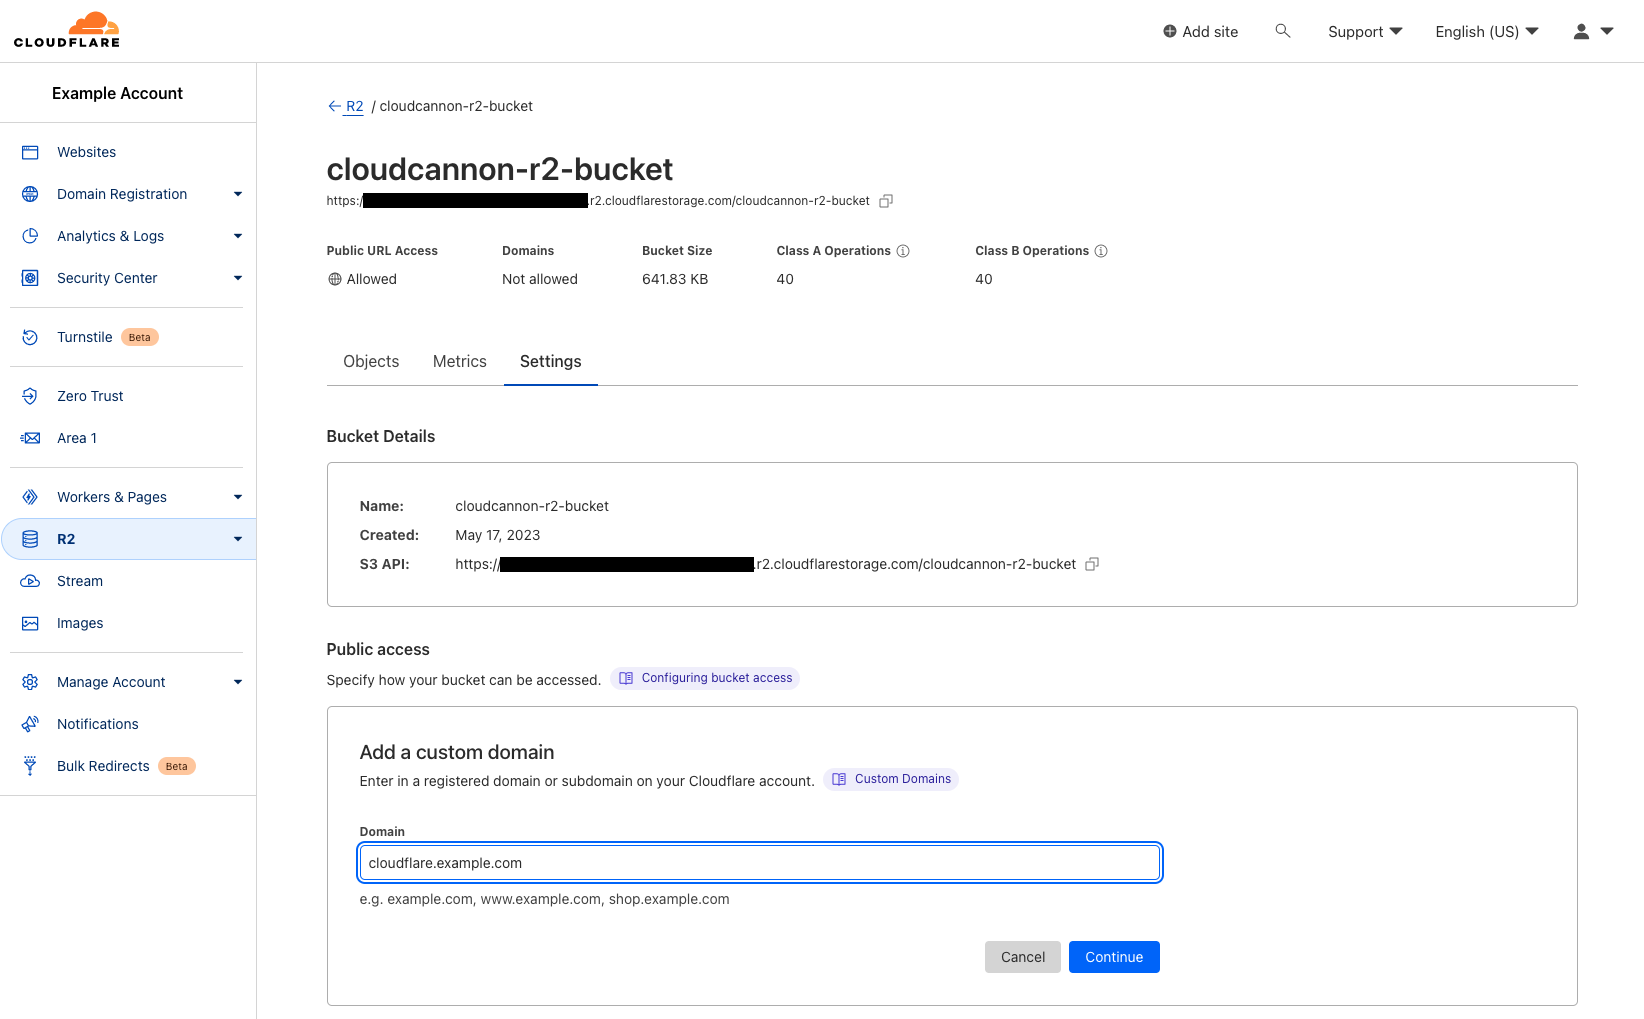 CLOUDFLARE
Add site
Support
English (US)
Example Account
Websites
Domain Registration
Analytics & Logs
Security Center
Turnstile Beta
Zero Trust
Area 1
Workers & Pages
R2
Stream
Images
Manage Account
Notifications
Bulk Redirects Beta
R2 / cloudcannon-r2-bucket
cloudcannon-r2-bucket
https:/ .r2.cloudflarestorage.com/cloudcannon-r2-bucket
Public URL Access Domains Bucket Size Class A Operations Class B Operations
Allowed Not allowed 641.83 KB 40 40
Objects Metrics Settings
Bucket Details
Name: cloudcannon-r2-bucket
Created: May 17, 2023
S3 API: https:// .r2.cloudflarestorage.com/cloudcannon-r2-bucket
Public access
Specify how your bucket can be accessed. Configuring bucket access
Add a custom domain
Enter in a registered domain or subdomain on your Cloudflare account. Custom Domains
Domain
cloudflare.example.com
e.g. example.com, www.example.com, shop.example.com
Cancel Continue